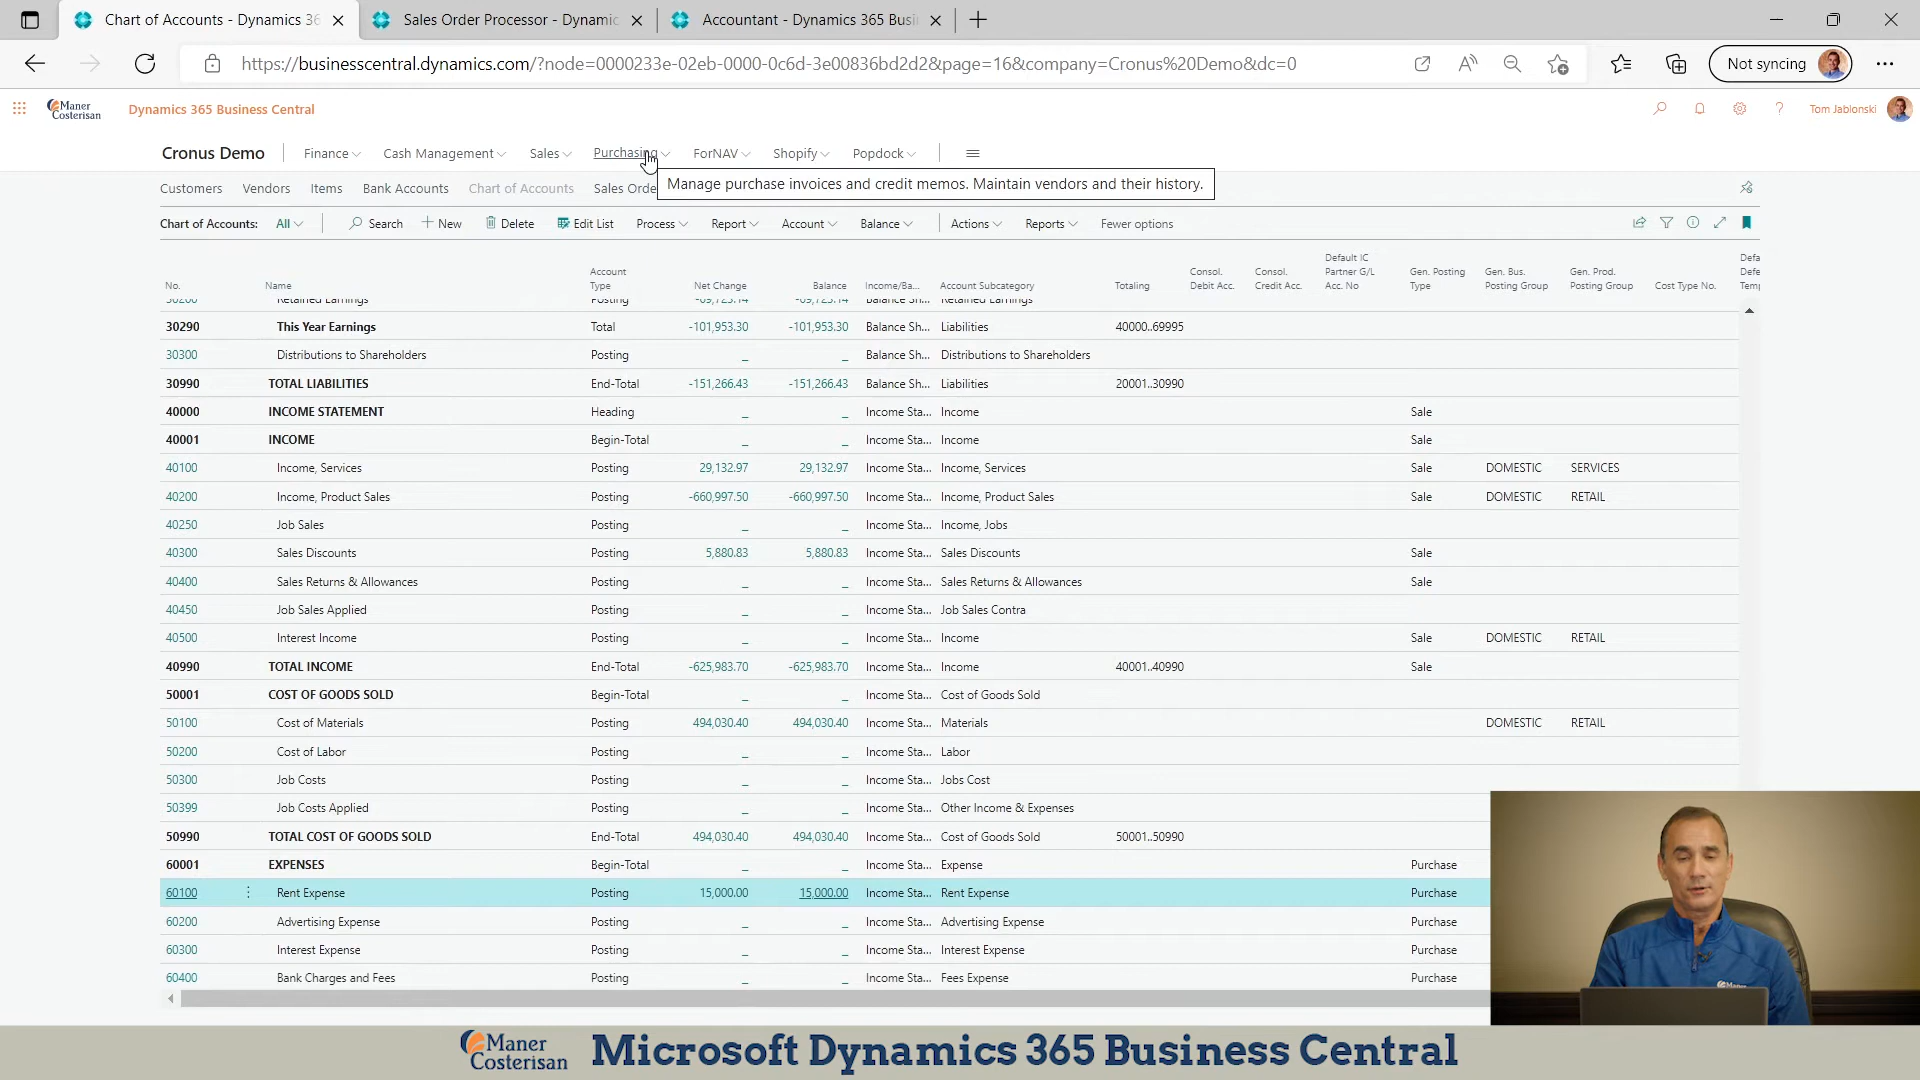 Chart of Accounts - Dynamics 36
Sales Order Processor - Dynamic
Accountant - Dynamics 365 Busi
https://businesscentral.dynamics.com/?node=0000233e-02eb-0000-0c6d-3e00836bd2d2&page=16&company=Cronus%20Demo&dc=0
Not syncing
Maner Costerisan
Dynamics 365 Business Central
Tom Jablonski
Cronus Demo Finance Cash Management Sales Purchasing ForNAV Shopify Popdock
Customers Vendors Items Bank Accounts Chart of Accounts Sales Orde
Manage purchase invoices and credit memos. Maintain vendors and their history.
Chart of Accounts: All Search New Delete Edit List Process Report Account Balance Actions Reports Fewer options
No. Name Account Type Net Change Balance Income/Ba... Account Subcategory Totaling Consol. Debit Acc. Consol. Credit Acc. Default IC Partner G/L Acc. No Gen. Posting Type Gen. Bus. Posting Group Gen. Prod. Posting Group Cost Type No. Defa Defe Temp
30200 Retained Earnings Posting -69,723.14 -69,723.14 Balance Sh... Retained Earnings
30290 This Year Earnings Total -101,953.30 -101,953.30 Balance Sh... Liabilities 40000..69995
30300 Distributions to Shareholders Posting _ _ Balance Sh... Distributions to Shareholders
30990 TOTAL LIABILITIES End-Total -151,266.43 -151,266.43 Balance Sh... Liabilities 20001..30990
40000 INCOME STATEMENT Heading _ _ Income Sta... Income Sale
40001 INCOME Begin-Total _ _ Income Sta... Income Sale
40100 Income, Services Posting 29,132.97 29,132.97 Income Sta... Income, Services Sale DOMESTIC SERVICES
40200 Income, Product Sales Posting -660,997.50 -660,997.50 Income Sta... Income, Product Sales Sale DOMESTIC RETAIL
40250 Job Sales Posting _ _ Income Sta... Income, Jobs
40300 Sales Discounts Posting 5,880.83 5,880.83 Income Sta... Sales Discounts Sale
40400 Sales Returns & Allowances Posting _ _ Income Sta... Sales Returns & Allowances Sale
40450 Job Sales Applied Posting _ _ Income Sta... Job Sales Contra
40500 Interest Income Posting _ _ Income Sta... Income Sale DOMESTIC RETAIL
40990 TOTAL INCOME End-Total -625,983.70 -625,983.70 Income Sta... Income 40001..40990 Sale
50001 COST OF GOODS SOLD Begin-Total _ _ Income Sta... Cost of Goods Sold
50100 Cost of Materials Posting 494,030.40 494,030.40 Income Sta... Materials DOMESTIC RETAIL
50200 Cost of Labor Posting _ _ Income Sta... Labor
50300 Job Costs Posting _ _ Income Sta... Jobs Cost
50399 Job Costs Applied Posting _ _ Income Sta... Other Income & Expenses
50990 TOTAL COST OF GOODS SOLD End-Total 494,030.40 494,030.40 Income Sta... Cost of Goods Sold 50001..50990
60001 EXPENSES Begin-Total _ _ Income Sta... Expense Purchase
60100 Rent Expense Posting 15,000.00 15,000.00 Income Sta... Rent Expense Purchase
60200 Advertising Expense Posting _ _ Income Sta... Advertising Expense Purchase
60300 Interest Expense Posting _ _ Income Sta... Interest Expense Purchase
60400 Bank Charges and Fees Posting _ _ Income Sta... Fees Expense Purchase
Maner Costerisan Microsoft Dynamics 365 Business Central